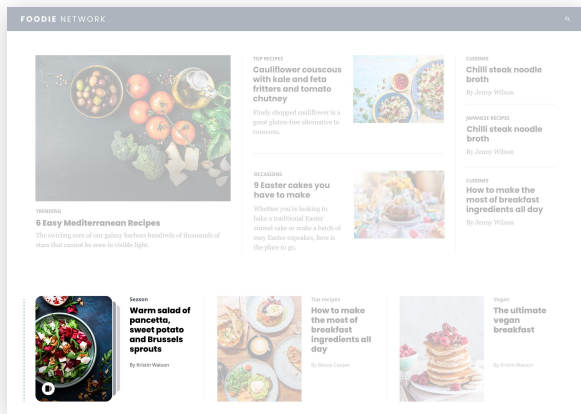 FOODIE NETWORK
TRENDING
6 Easy Mediterranean Recipes
The swirling core of our galaxy harbors hundreds of thousands of
stars that cannot be seen in visible light.
TOP RECIPES
Cauliflower couscous
with kale and feta
fritters and tomato
chutney
Finely chopped cauliflower is a
great gluten-free alternative to
couscous.
OCCASIONS
9 Easter cakes you
have to make
Whether you're looking to
bake a traditional Easter
simnel cake or make a batch of
easy Easter cupcakes, here is
the place to go.
CUISINES
Chilli steak noodle
broth
By Jenny Wilson
JAPANESE RECIPES
Chilli steak noodle
broth
By Jenny Wilson
CUISINES
How to make the
most of breakfast
ingredients all day
By Jenny Wilson
Season
Warm salad of
pancetta,
sweet potato
and Brussels
sprouts
By Kristin Watson
Top recipes
How to make
the most of
breakfast
ingredients all
day
By Bessie Cooper
Vegan
The ultimate
vegan
breakfast
By Kristin Watson